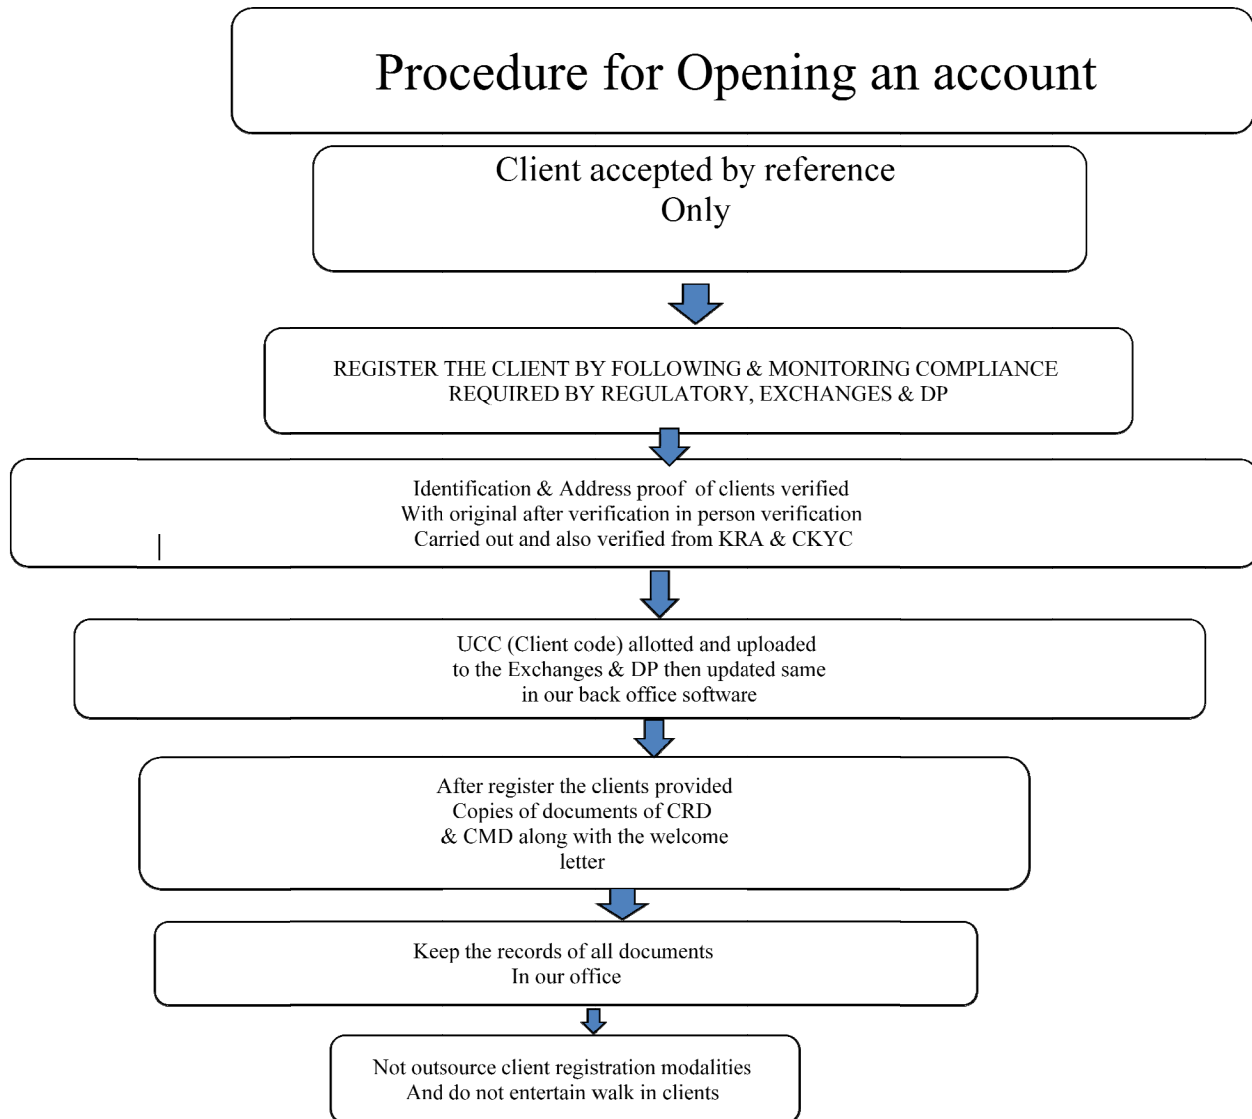 Procedure for Opening an account
Client accepted by reference
Only
REGISTER THE CLIENT BY FOLLOWING & MONITORING COMPLIANCE
REQUIRED BY REGULATORY, EXCHANGES & DP
Identification & Address proof of clients verified
With original after verification in person verification
Carried out and also verified from KRA & CKYC
UCC (Client code) allotted and uploaded
to the Exchanges & DP then updated same
in our back office software
After register the clients provided
Copies of documents of CRD
& CMD along with the welcome
letter
Keep the records of all documents
In our office
Not outsource client registration modalities
And do not entertain walk in clients